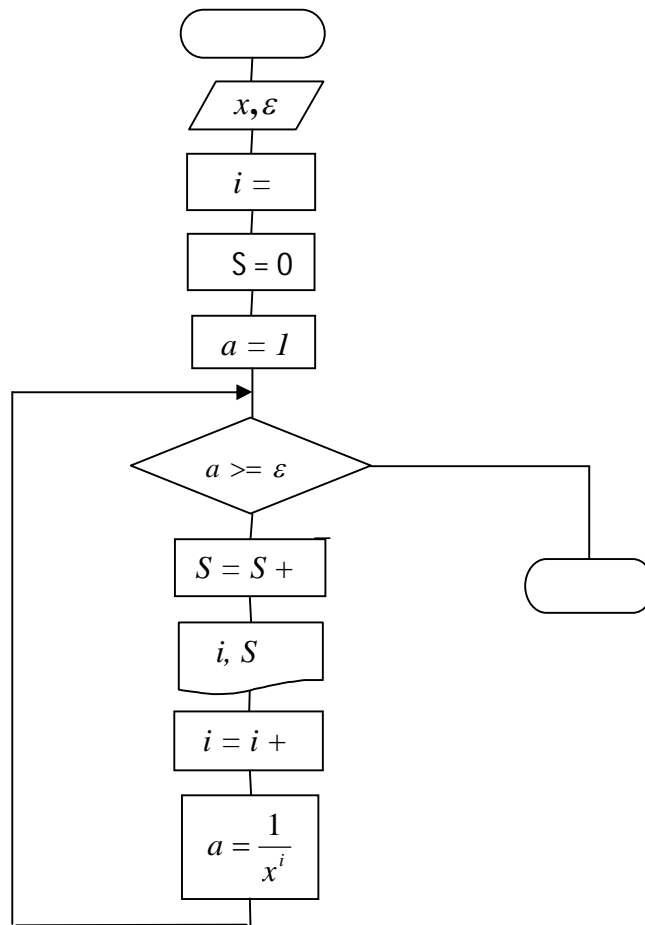 x, ε
i =
S = 0
a = 1
a >= ε
S = S +
i, S
i = i +
a = 1/x^i